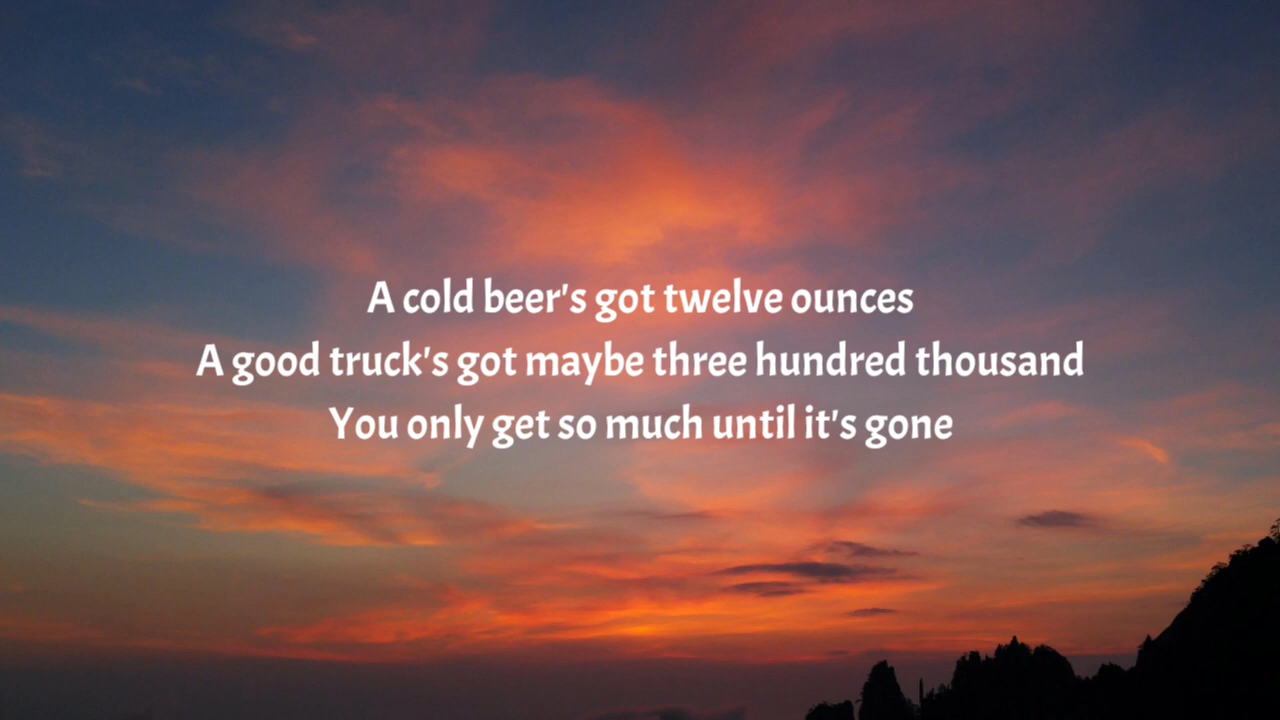 A cold beer's got twelve ounces
A good truck's got maybe three hundred thousand
You only get so much until it's gone